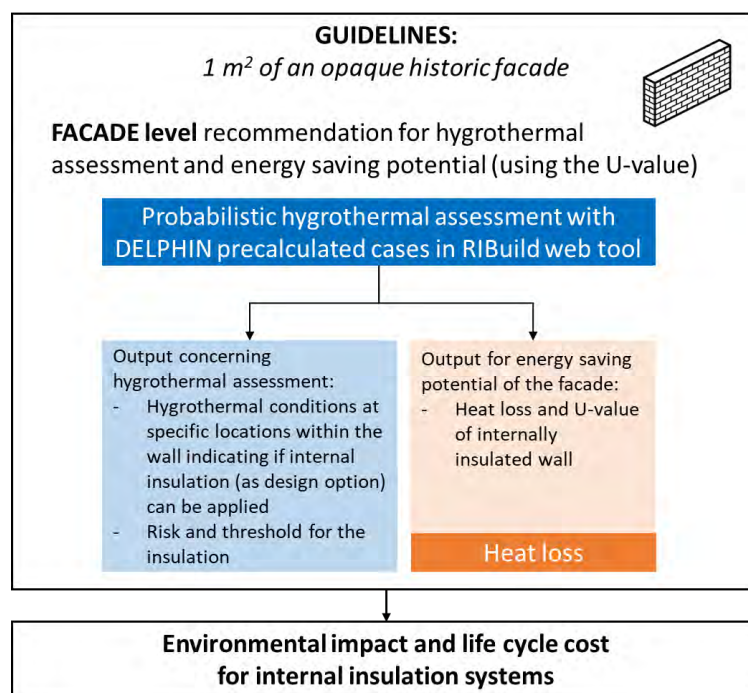 GUIDELINES:
1 m² of an opaque historic facade
FACADE level recommendation for hygrothermal
assessment and energy saving potential (using the U-value)
Probabilistic hygrothermal assessment with
DELPHIN precalculated cases in RIBuild web tool
Output concerning
hygrothermal assessment:
- Hygrothermal conditions at
specific locations within the
wall indicating if internal
insulation (as design option)
can be applied
- Risk and threshold for the
insulation
Output for energy saving
potential of the facade:
- Heat loss and U-value
of internally
insulated wall
Heat loss
Environmental impact and life cycle cost
for internal insulation systems